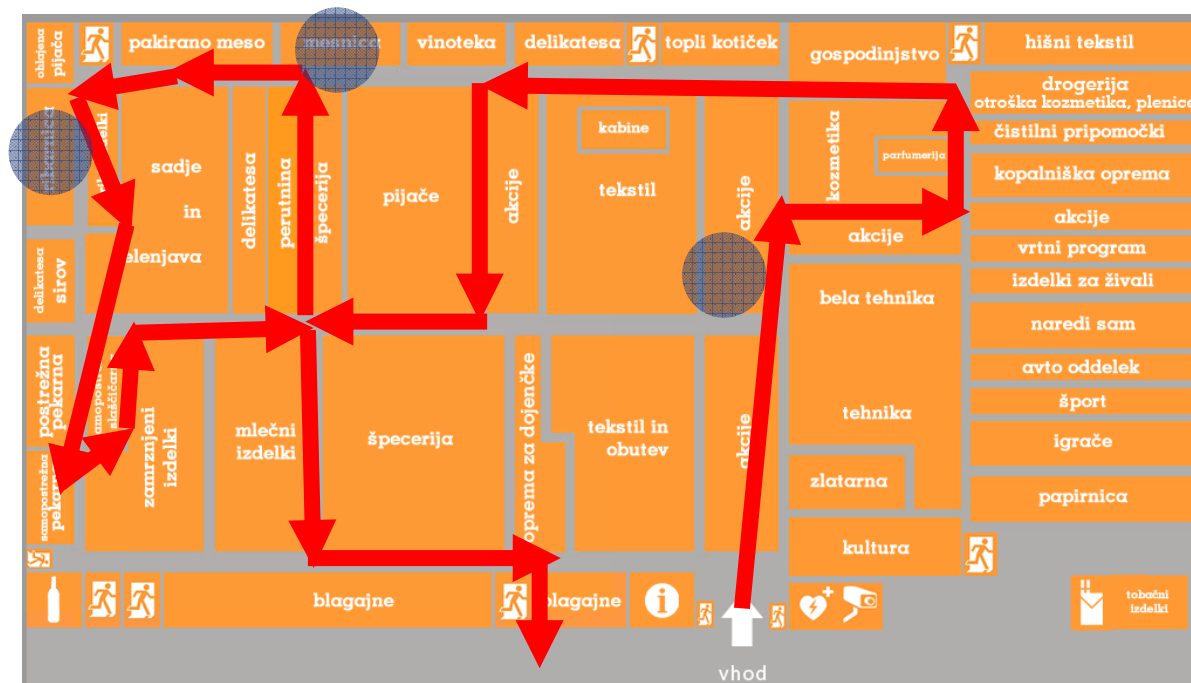 ohlajena
pijača
pakirano meso
mesnica
vinoteka
delikatesa
topli kotiček
gospodinjstvo
hišni tekstil
drogerija
otroška kozmetika, plenice
čistilni pripomočki
kopalniška oprema
akcije
vrtni program
izdelki za živali
naredi sam
avto oddelek
šport
igrače
papirnica
sadje
in
elenjava
delikatesa
perutnina
špecerija
pijače
akcije
kabine
tekstil
akcije
kozmetika
parfumerija
akcije
bela tehnika
tehnika
zlatarna
kultura
delikatesa
sirov
postrežna
pekarna
samopostrežna
zamrznjeni
izdelki
mlečni
izdelki
špecerija
oprema za dojenčke
tekstil in
obutev
akcije
blagajne
blagajne
i
tobačni
izdelki
vhod